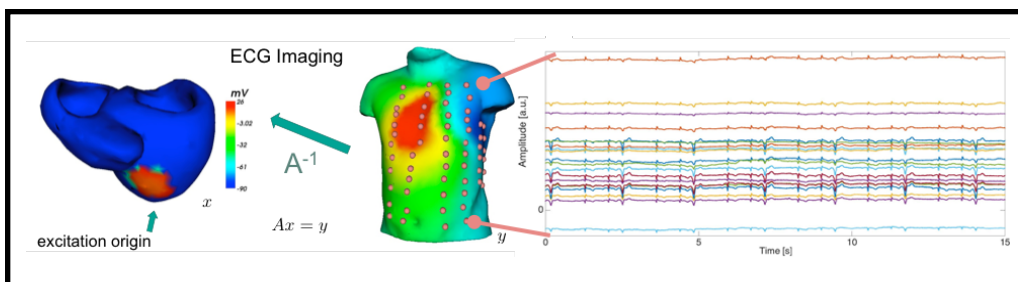 ECG Imaging
mV
26
-3.02
-32
-61
-90
x
excitation origin
A-1
Ax = y
y
Amplitude [a.u.]
0
0
5
10
15
Time [s]